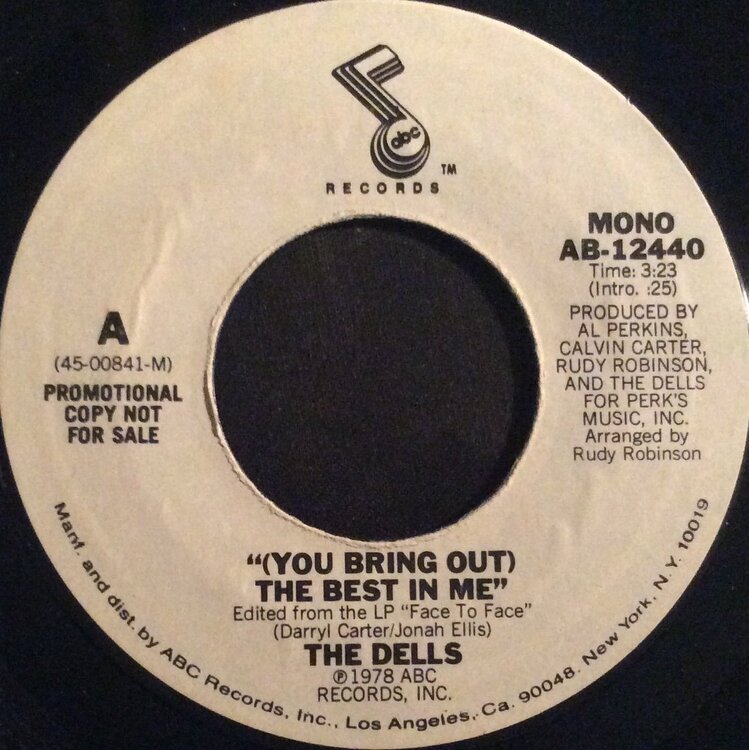 abc
TM
RECORDS
MONO
AB-12440
Time: 3:23
(Intro. :25)
PRODUCED BY
AL PERKINS,
CALVIN CARTER,
RUDY ROBINSON,
AND THE DELLS
FOR PERK'S
MUSIC, INC.
Arranged by
Rudy Robinson
A
(45-00841-M)
PROMOTIONAL
COPY NOT
FOR SALE
"(YOU BRING OUT)
THE BEST IN ME"
Edited from the LP "Face To Face"
(Darryl Carter/Jonah Ellis)
THE DELLS
℗1978 ABC
RECORDS, INC.
Manf. and dist. by ABC Records, Inc., Los Angeles, Ca. 90048. New York, N.Y. 10019